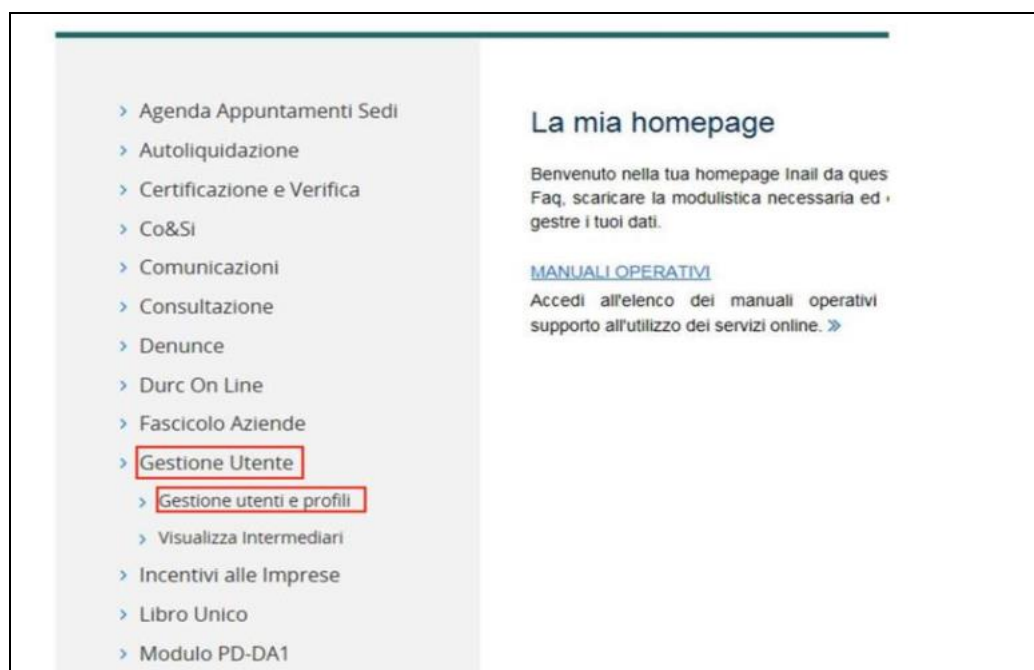 Agenda Appuntamenti Sedi
Autoliquidazione
Certificazione e Verifica
Co&Si
Comunicazioni
Consultazione
Denunce
Durc On Line
Fascicolo Aziende
Gestione Utente
Gestione utenti e profili
Visualizza Intermediari
Incentivi alle Imprese
Libro Unico
Modulo PD-DA1
La mia homepage
Benvenuto nella tua homepage Inail da ques
Faq, scaricare la modulistica necessaria ed
gestre i tuoi dati.
MANUALI OPERATIVI
Accedi all'elenco dei manuali operativi
supporto all'utilizzo dei servizi online. »